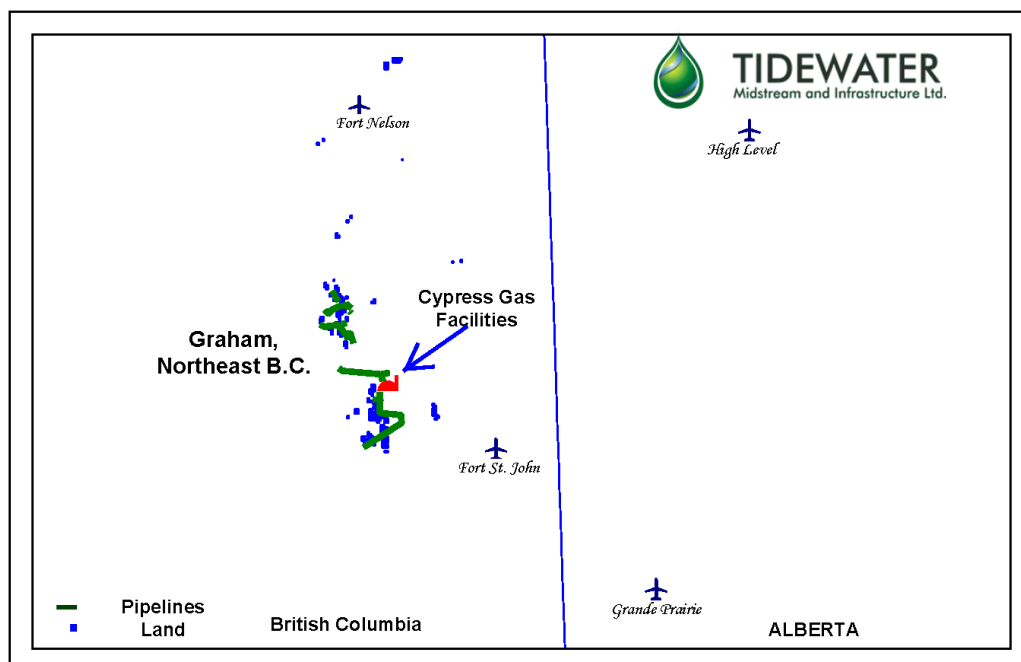 TIDEWATER
Midstream and Infrastructure Ltd.
Fort Nelson
High Level
Cypress Gas
Facilities
Graham,
Northeast B.C.
Fort St. John
Grande Prairie
Pipelines
Land
British Columbia
ALBERTA